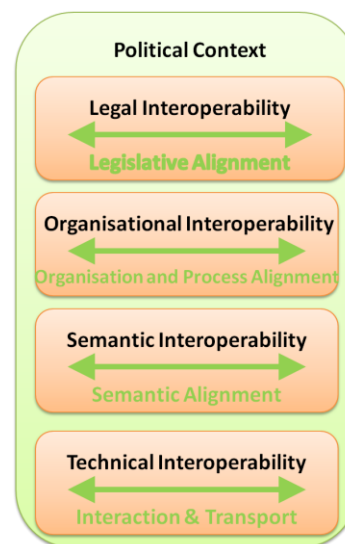 Political Context
Legal Interoperability
Legislative Alignment
Organisational Interoperability
Organisation and Process Alignment
Semantic Interoperability
Semantic Alignment
Technical Interoperability
Interaction & Transport